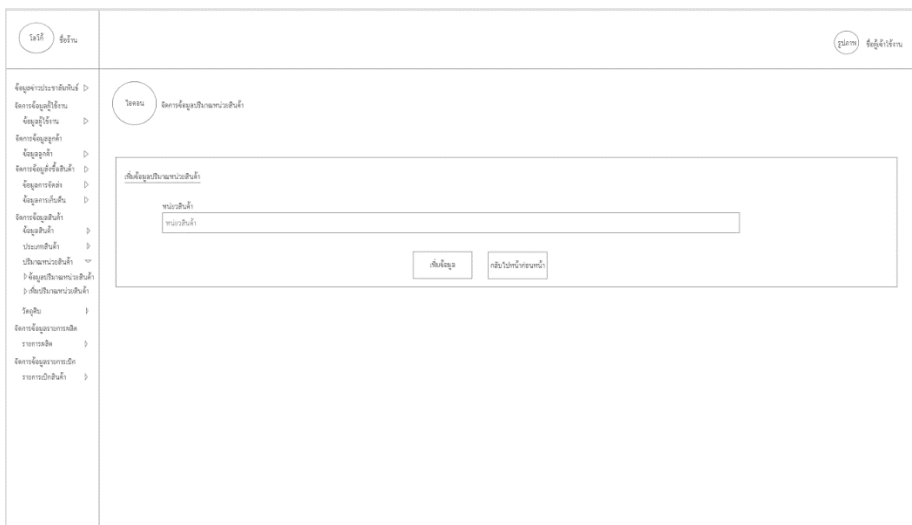 โลโก้
ชื่อร้าน
รูปภาพ
ชื่อผู้เข้าใช้งาน
ข้อมูลข่าวประชาสัมพันธ์
จัดการข้อมูลผู้ใช้งาน
ข้อมูลผู้ใช้งาน
จัดการข้อมูลลูกค้า
ข้อมูลลูกค้า
จัดการข้อมูลสั่งซื้อสินค้า
ข้อมูลการจัดส่ง
ข้อมูลการเก็บคืน
จัดการข้อมูลสินค้า
ข้อมูลสินค้า
ประเภทสินค้า
ปริมาณหน่วยสินค้า
ข้อมูลปริมาณหน่วยสินค้า
เพิ่มปริมาณหน่วยสินค้า
วัตถุดิบ
จัดการข้อมูลรายการผลิต
รายการผลิต
จัดการข้อมูลรายการเบิก
รายการเบิกสินค้า
ไอคอน
จัดการข้อมูลปริมาณหน่วยสินค้า
เพิ่มข้อมูลปริมาณหน่วยสินค้า
หน่วยสินค้า
หน่วยสินค้า
เพิ่มข้อมูล
กลับไปหน้าก่อนหน้า